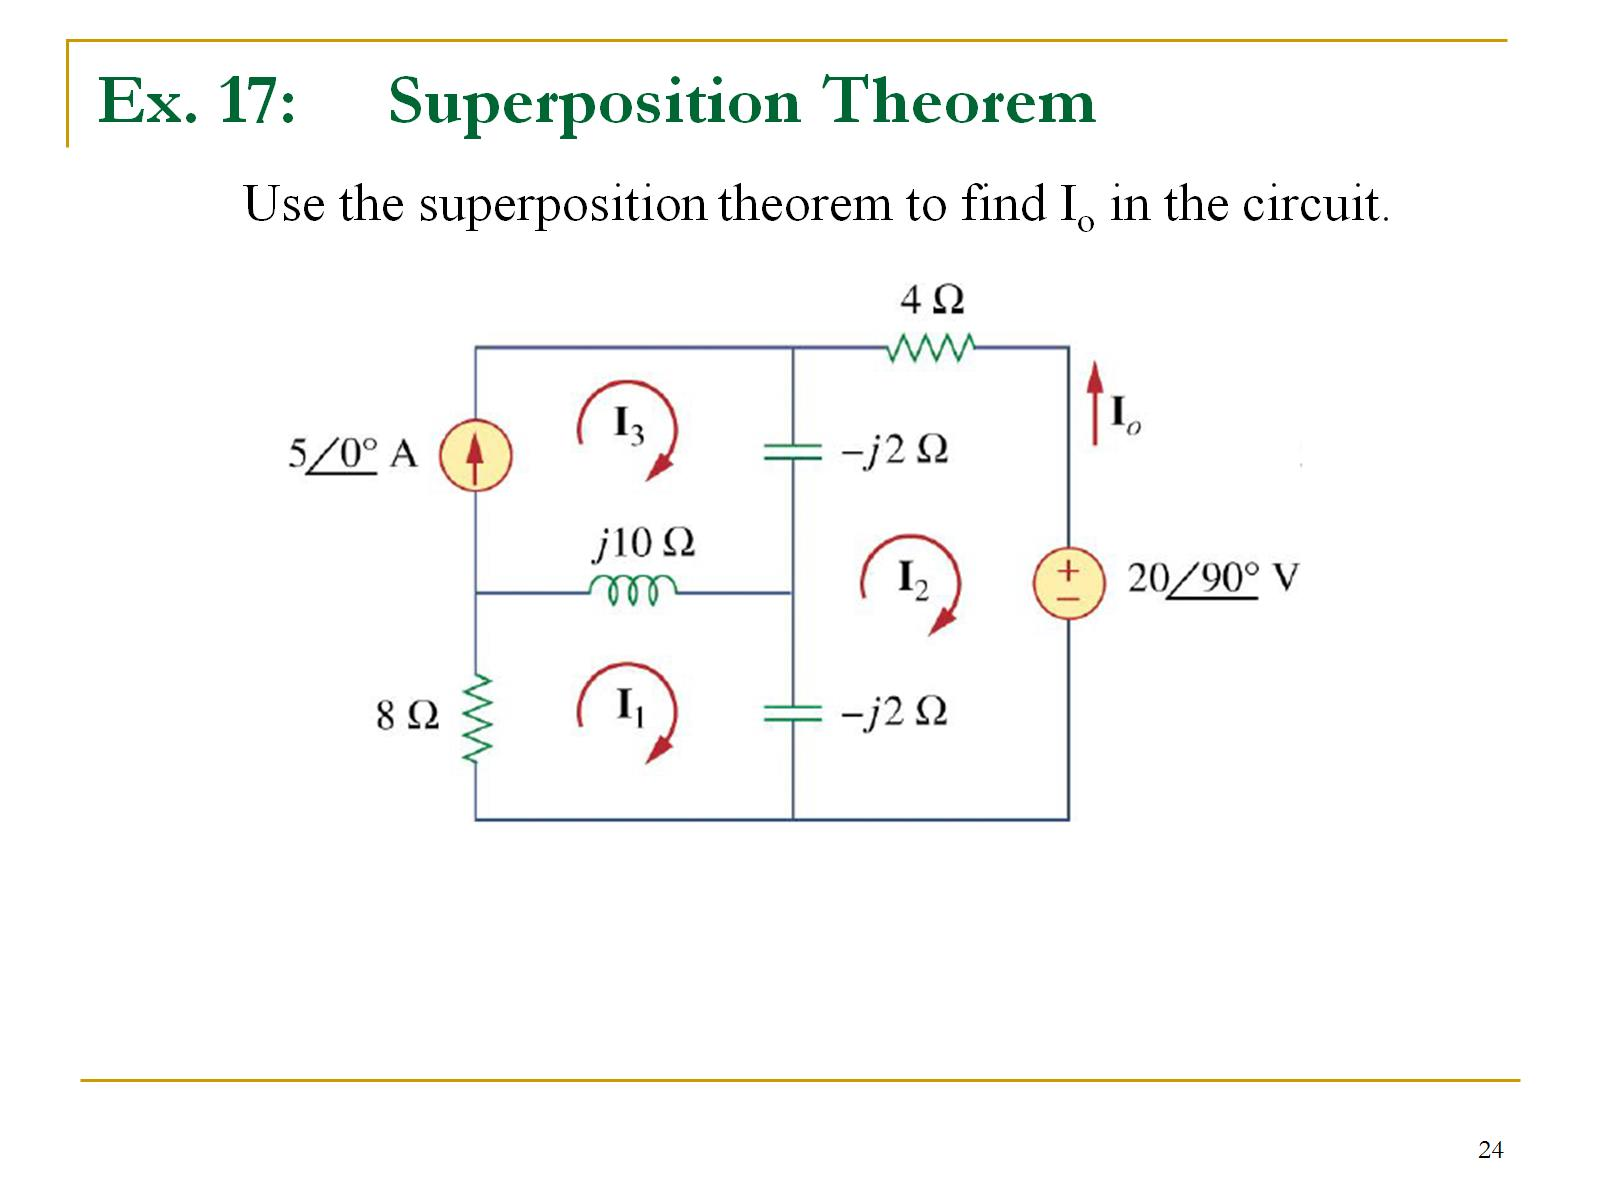 Ex. 17: Superposition Theorem
Use the superposition theorem to find Io in the circuit.
4 Ω
I3
Io
5∠0° A
-j2 Ω
j10 Ω
I2
+
−
20∠90° V
I1
8 Ω
-j2 Ω
24